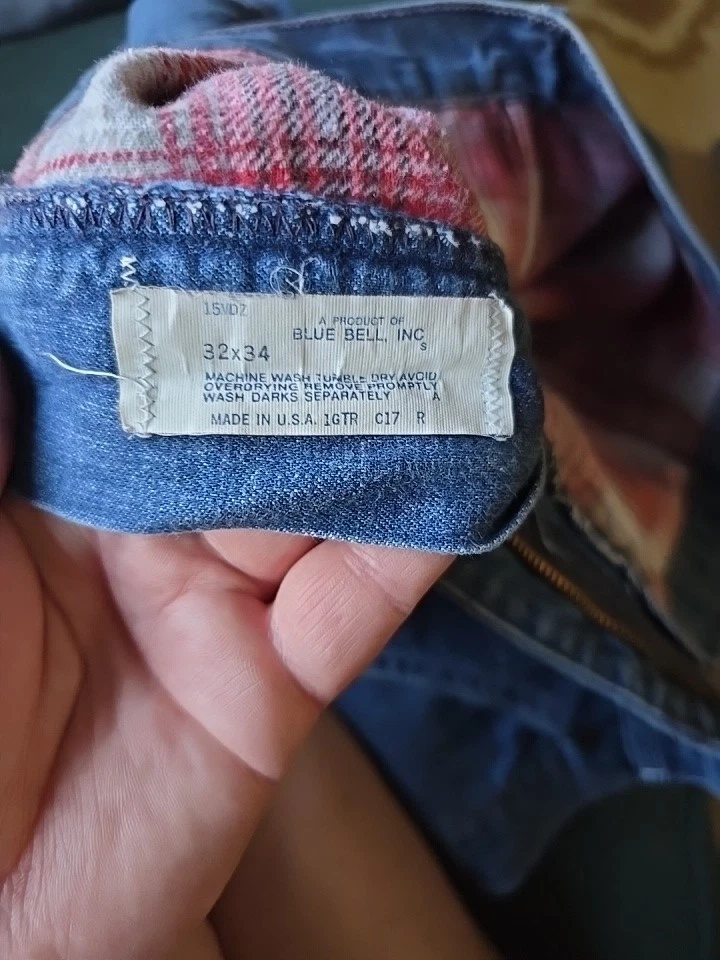 15MDZ
A PRODUCT OF
BLUE BELL, INC
S
32x34
MACHINE WASH TUMBLE DRY AVOID
OVERDRYING REMOVE PROMPTLY
WASH DARKS SEPARATELY A
MADE IN U.S.A. 1GTR C17 R